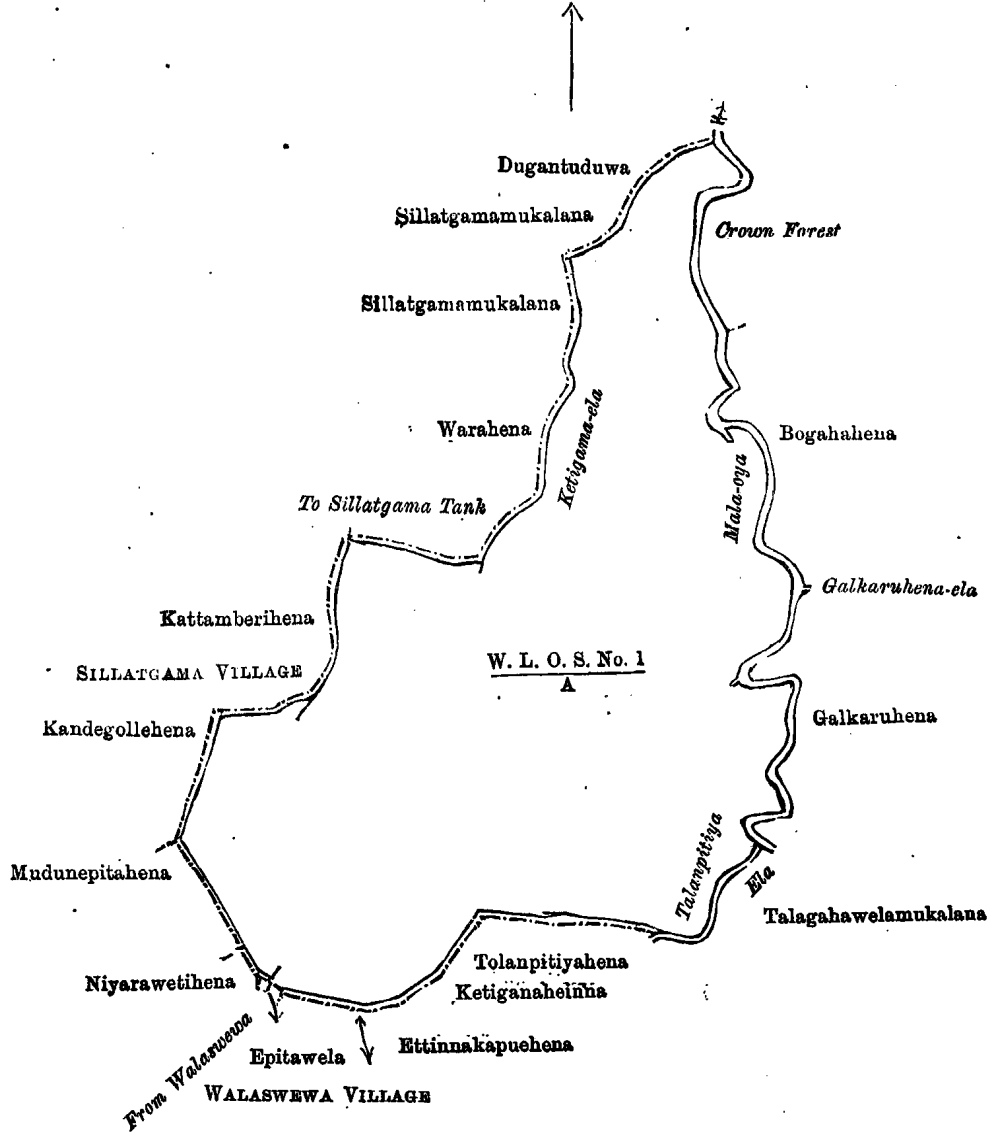 Dugantuduwa
Sillatgamamukalana
Crown Forest
Sillatgamamukalana
Ketigama-ela
Warahena
Bogahahena
Mala-oya
To Sillatgama Tank
Galkaruhena-ela
Kattamberihena
W. L. O. S. No. 1
A
SILLATGAMA VILLAGE
Kandegollehena
Galkaruhena
Mudunepitahena
Talanpitiya
Ela
Talagahawelamukalana
Tolanpitiyahena
Niyarawetihena
Ketiganaheinna
From Walaswewa
Epitawela
Ettinnakapuehena
WALASWEWA VILLAGE